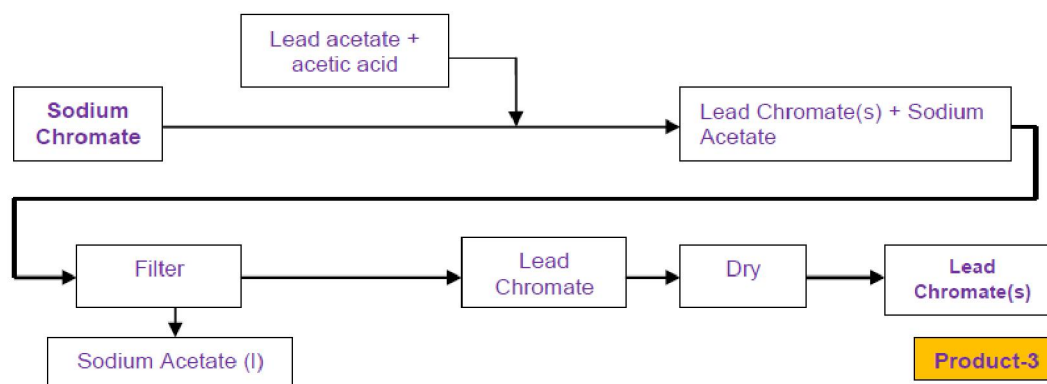 Lead acetate +
acetic acid
Sodium
Chromate
Lead Chromate(s) + Sodium
Acetate
Filter
Lead
Chromate
Dry
Lead
Chromate(s)
Sodium Acetate (l)
Product-3